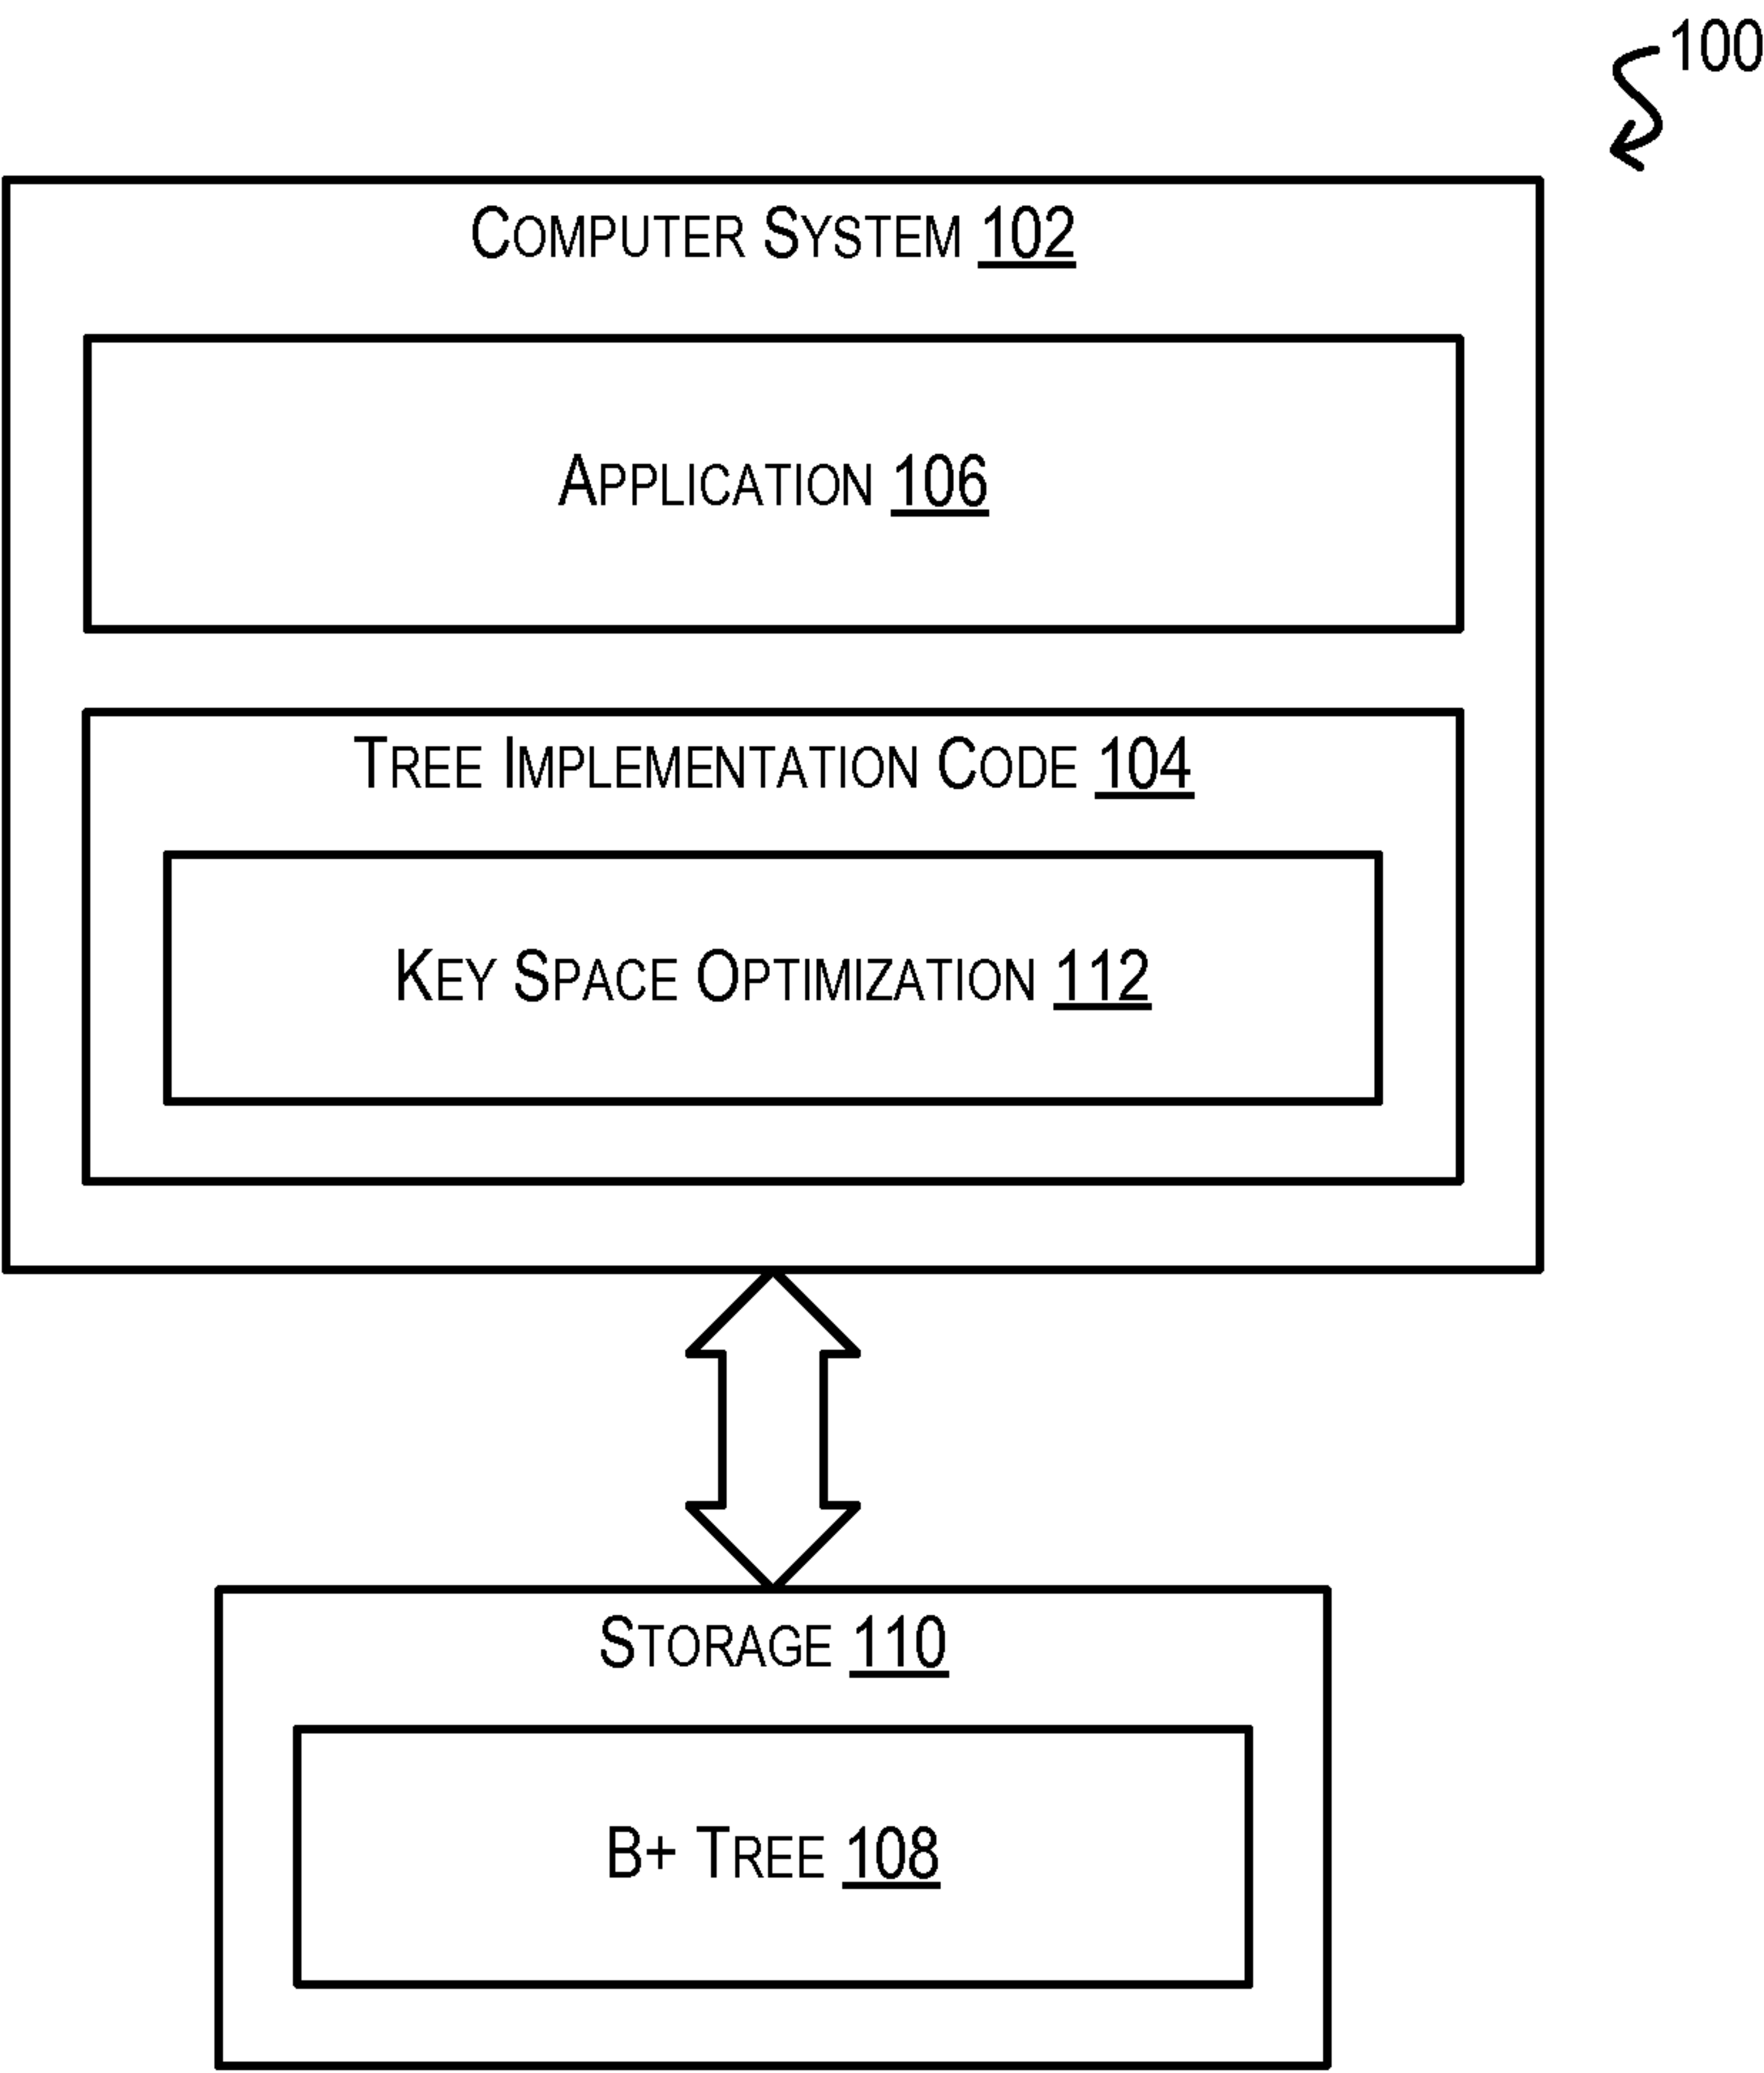 100
Computer System 102
Application 106
Tree Implementation Code 104
Key Space Optimization 112
Storage 110
B+ Tree 108